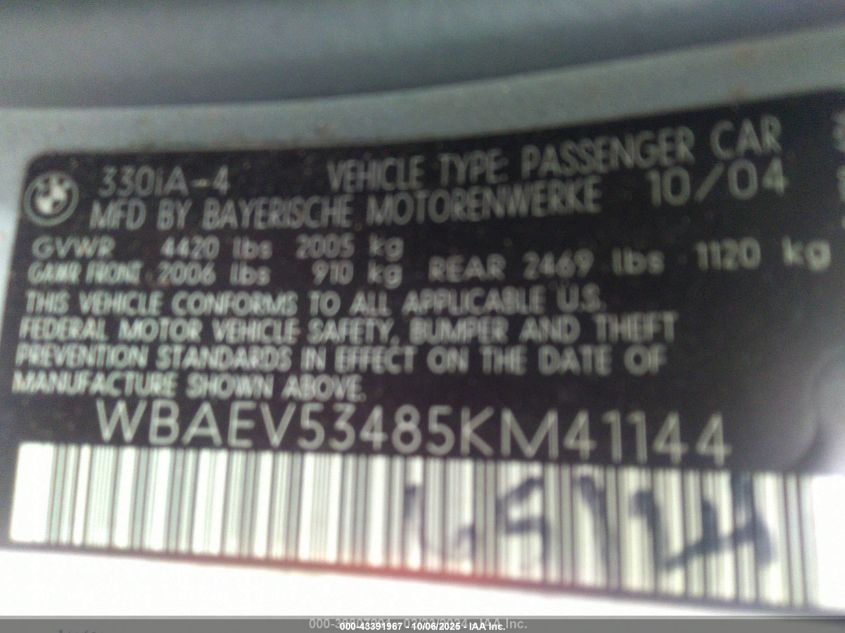 330iA-4 VEHICLE TYPE: PASSENGER CAR
MFD BY BAYERISCHE MOTORENWERKE 10/04
GVWR 4420 lbs 2005 kg
GAWR FRONT 2006 lbs 910 kg REAR 2469 lbs 1120 kg
THIS VEHICLE CONFORMS TO ALL APPLICABLE U.S.
FEDERAL MOTOR VEHICLE SAFETY, BUMPER AND THEFT
PREVENTION STANDARDS IN EFFECT ON THE DATE OF
MANUFACTURE SHOWN ABOVE.
WBAEV53485KM41144
43391967 - 10/06/2025 - IAA Inc.